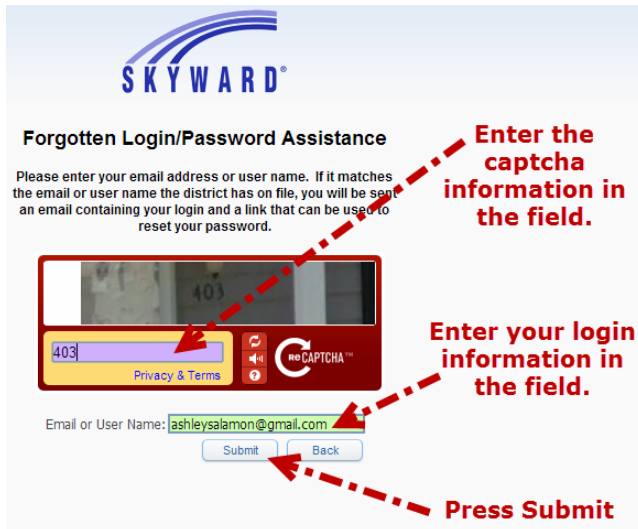 SKYWARD®
Forgotten Login/Password Assistance
Please enter your email address or user name. If it matches
the email or user name the district has on file, you will be sent
an email containing your login and a link that can be used to
reset your password.
Enter the
captcha
information in
the field.
403
403
Privacy & Terms
?
reCAPTCHA™
Enter your login
information in
the field.
Email or User Name: ashleysalamon@gmail.com
Submit Back
Press Submit